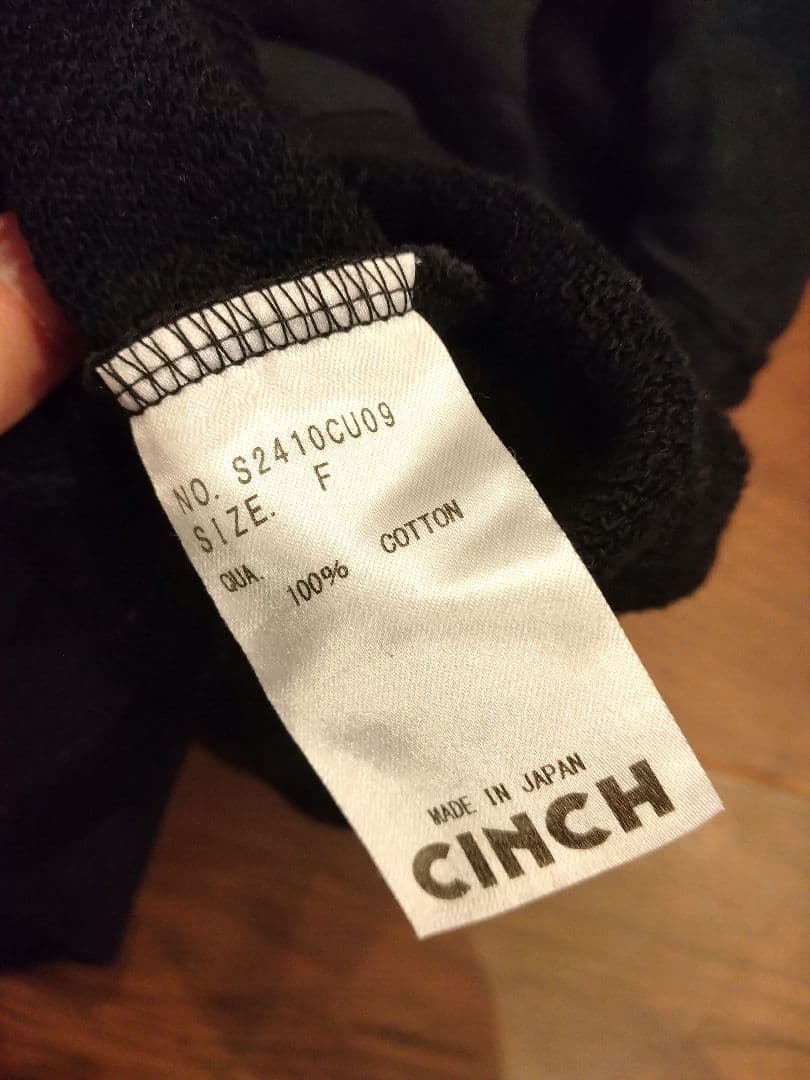 NO. S2410CU09
SIZE. F
QUA. 100% COTTON
MADE IN JAPAN
CINCH